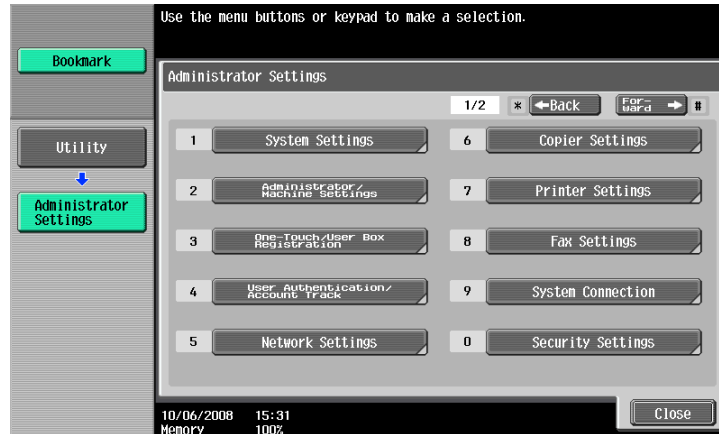 Use the menu buttons or keypad to make a selection.
Bookmark
Administrator Settings
1/2 * ←Back For-
ward → #
Utility
Administrator
Settings
1 System Settings
2 Administrator/
Machine Settings
3 One-Touch/User Box
Registration
4 User Authentication/
Account Track
5 Network Settings
6 Copier Settings
7 Printer Settings
8 Fax Settings
9 System Connection
0 Security Settings
10/06/2008 15:31
Memory 100%
Close